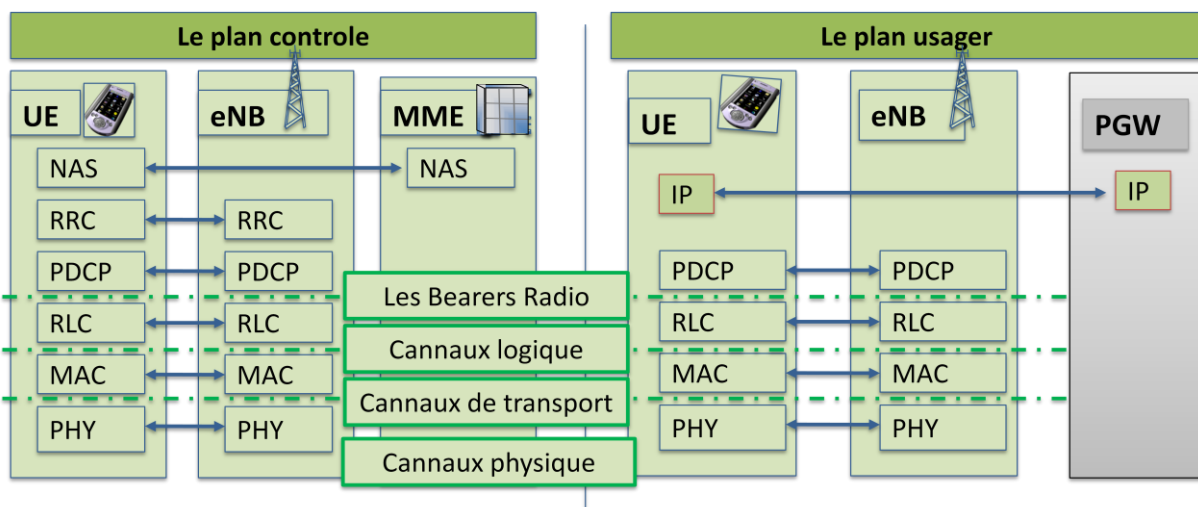 Le plan controle
Le plan usager
UE
eNB
MME
UE
eNB
PGW
NAS
NAS
IP
IP
RRC
RRC
PDCP
PDCP
PDCP
PDCP
Les Bearers Radio
RLC
RLC
RLC
RLC
Cannaux logique
MAC
MAC
MAC
MAC
Cannaux de transport
PHY
PHY
PHY
PHY
Cannaux physique